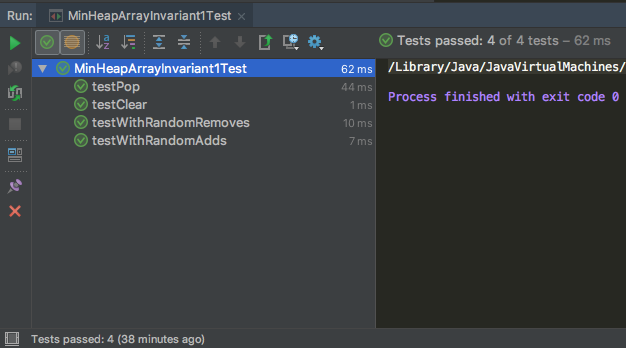 Run: MinHeapArrayInvariant1Test
Tests passed: 4 of 4 tests – 62 ms
MinHeapArrayInvariant1Test 62 ms
testPop 44 ms
testClear 1 ms
testWithRandomRemoves 10 ms
testWithRandomAdds 7 ms
/Library/Java/JavaVirtualMachines/
Process finished with exit code 0
Tests passed: 4 (38 minutes ago)